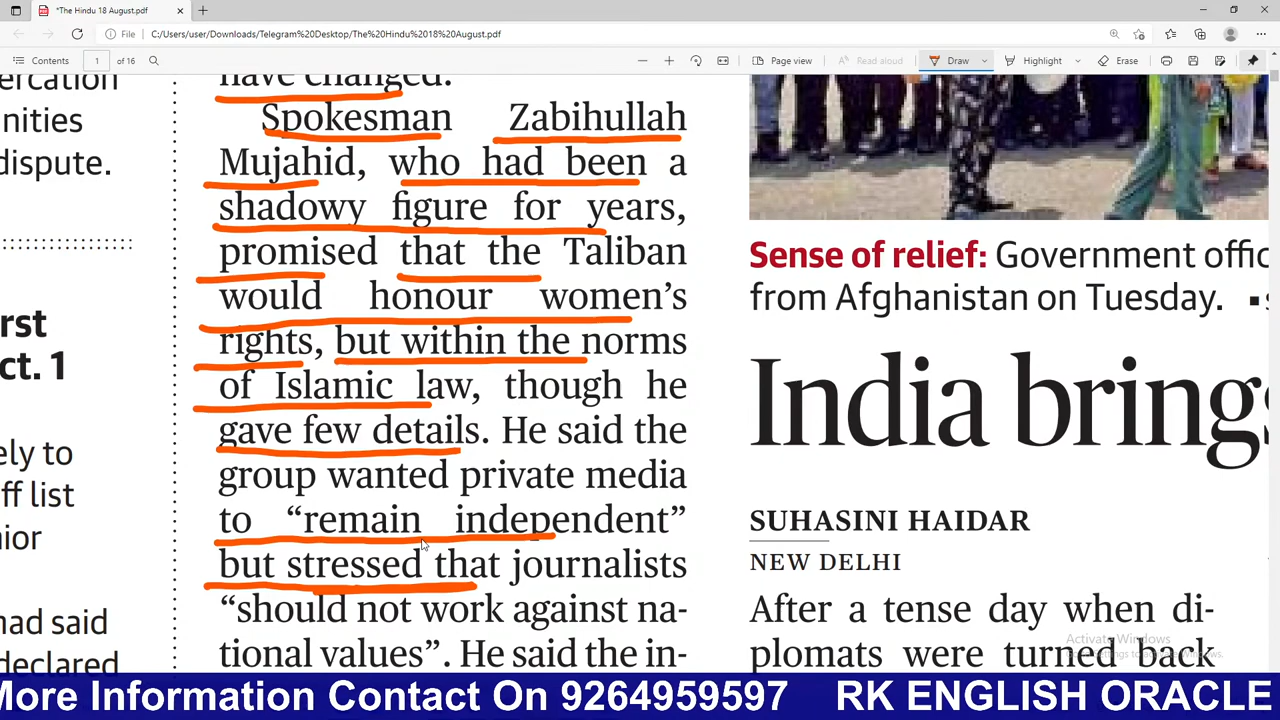 *The Hindu 18 August.pdf
File
C:/Users/user/Downloads/Telegram%20Desktop/The%20Hindu%2018%20August.pdf
Contents
1
of 16
Page view
Read aloud
Draw
Highlight
Erase
nities
dispute.
rst
ct. 1
ely to
ff list
nior
had said
declared
have changed.
Spokesman Zabihullah
Mujahid, who had been a
shadowy figure for years,
promised that the Taliban
would honour women's
rights, but within the norms
of Islamic law, though he
gave few details. He said the
group wanted private media
to “remain independent”
but stressed that journalists
“should not work against na-
tional values”. He said the in-
Sense of relief: Government offic
from Afghanistan on Tuesday.
India brings
SUHASINI HAIDAR
NEW DELHI
After a tense day when di-
plomats were turned back
Activate Windows
More Information Contact On 9264959597 RK ENGLISH ORACLE